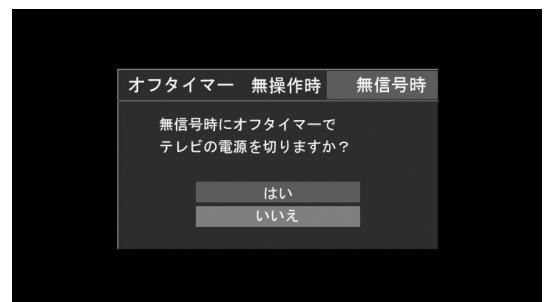 オフタイマー 無操作時 無信号時
無信号時にオフタイマーで
テレビの電源を切りますか？
はい
いいえ